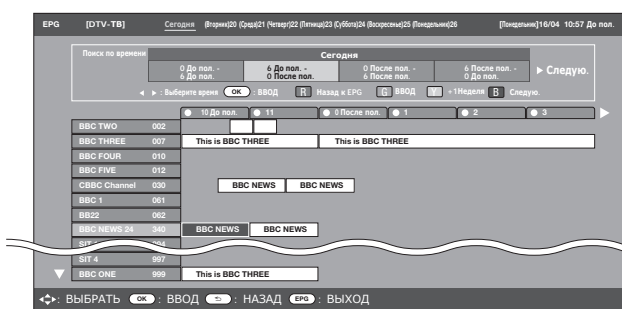 EPG [DTV-TB] Сегодня (Вторник)20 (Среда)21 (Четверг)22 (Пятница)23 (Суббота)24 (Воскресенье)25 (Понедельник)26 [Понедельник]16/04 10:57 До пол.
Поиск по времени Сегодня
0 До пол. - 6 До пол. - 0 После пол. - 6 После пол. -
6 До пол. 0 После пол. 6 После пол. 0 До пол. Следую.
: Выберите время OK : ВВОД R Назад к EPG G ВВОД Y +1Неделя B Следую.
10 До пол. 11 0 После пол. 1 2 3
BBC TWO 002
BBC THREE 007 This is BBC THREE This is BBC THREE
BBC FOUR 010
BBC FIVE 012
CBBC Channel 030 BBC NEWS BBC NEWS
BBC 1 061
BB22 062
BBC NEWS 24 340 BBC NEWS BBC NEWS
SIT 4 997
BBC ONE 999 This is BBC THREE
: ВЫБРАТЬ OK : ВВОД : НАЗАД EPG : ВЫХОД